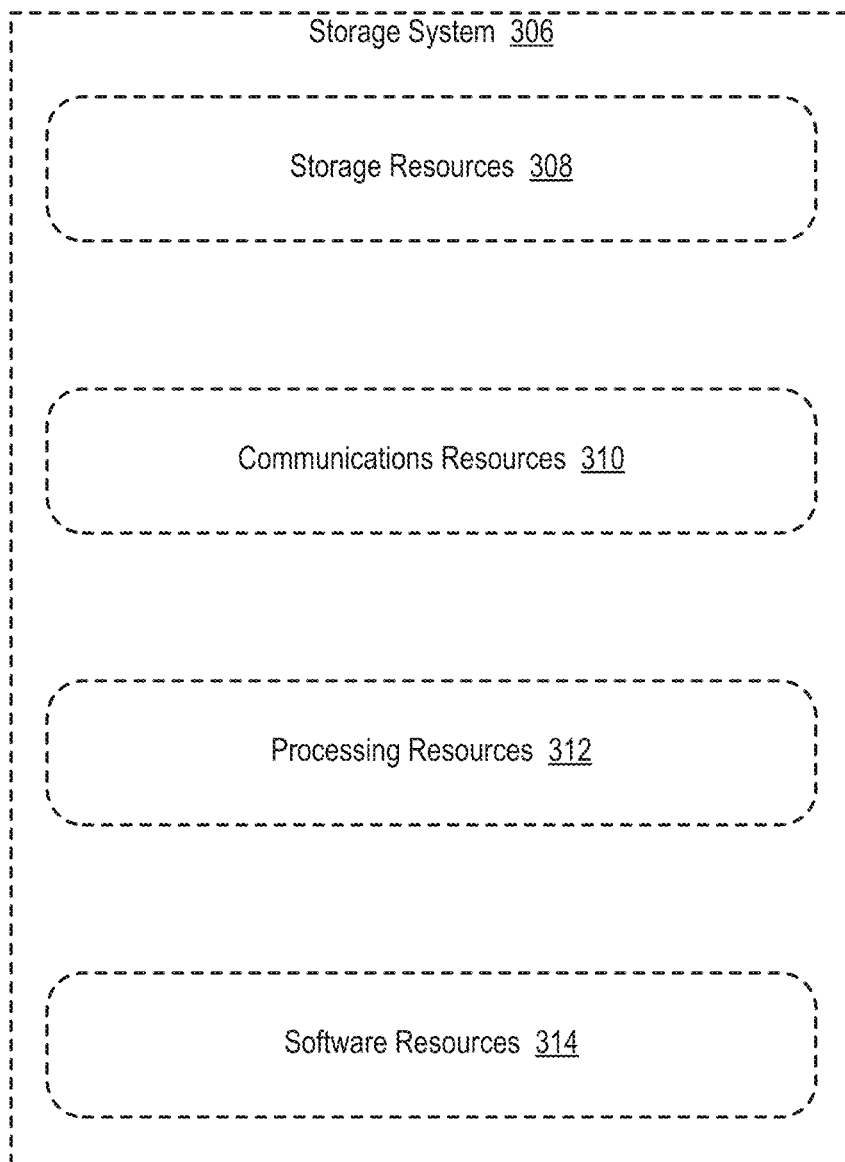 Storage System 306
Storage Resources 308
Communications Resources 310
Processing Resources 312
Software Resources 314